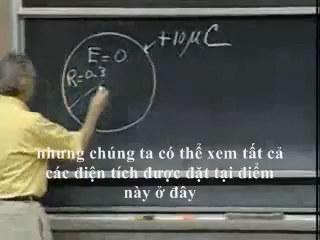 +10μC
E=0
R=0.3
nhưng chúng ta có thể xem tất cả
các điện tích được đặt tại điểm
này ở đây